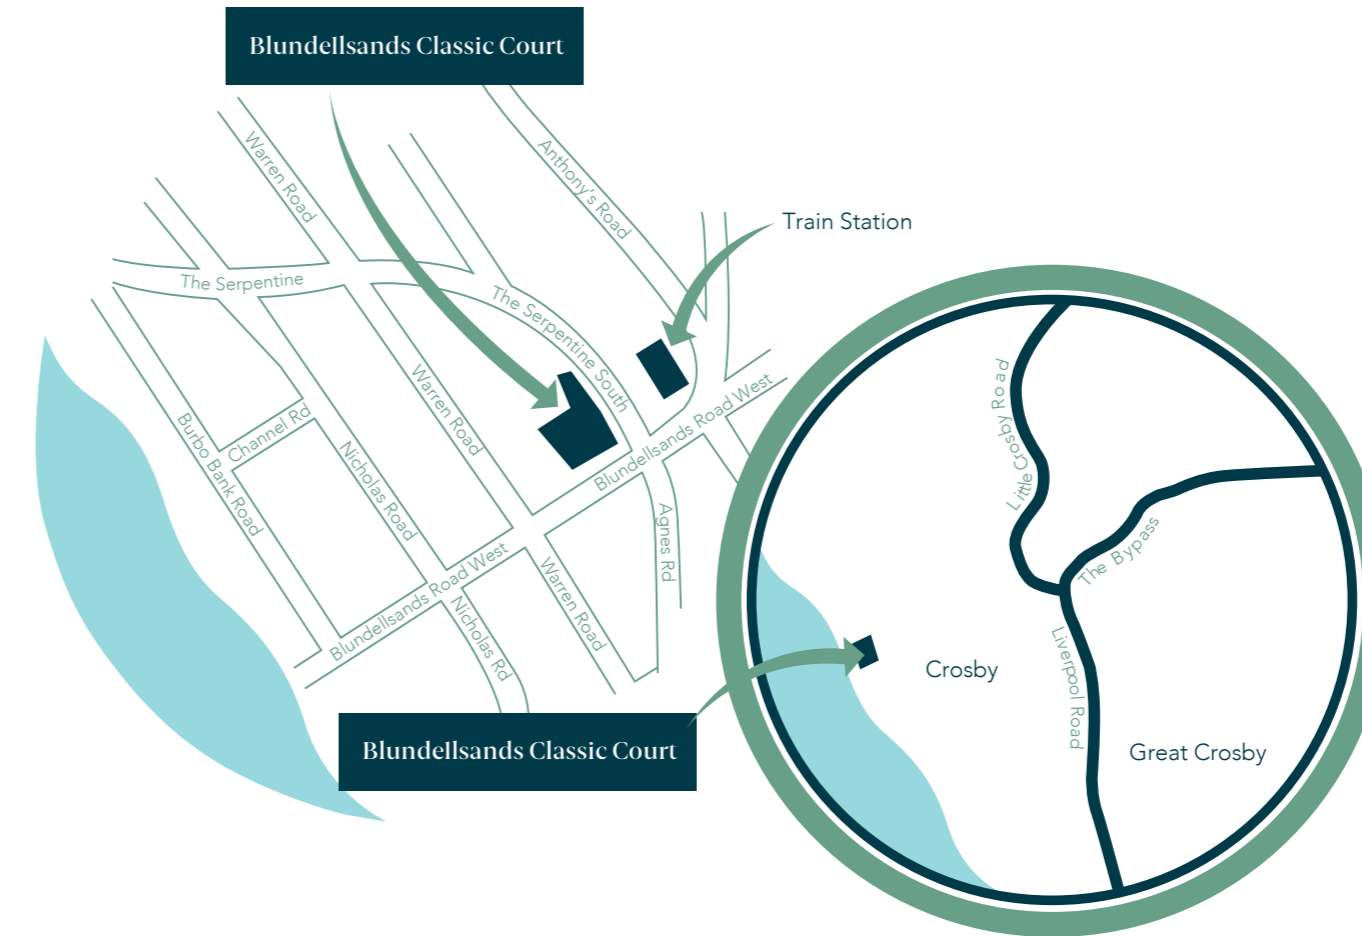 Blundellsands Classic Court
Warren Road
Anthony's Road
Train Station
The Serpentine
The Serpentine South
Warren Road
Blundellsands Road West
Burbo Bank Road
Channel Rd
Nicholas Road
Agnes Rd
Blundellsands Road West
Warren Road
Nicholas Rd
Blundellsands Classic Court
Little Crosby Road
The Bypass
Liverpool Road
Crosby
Great Crosby